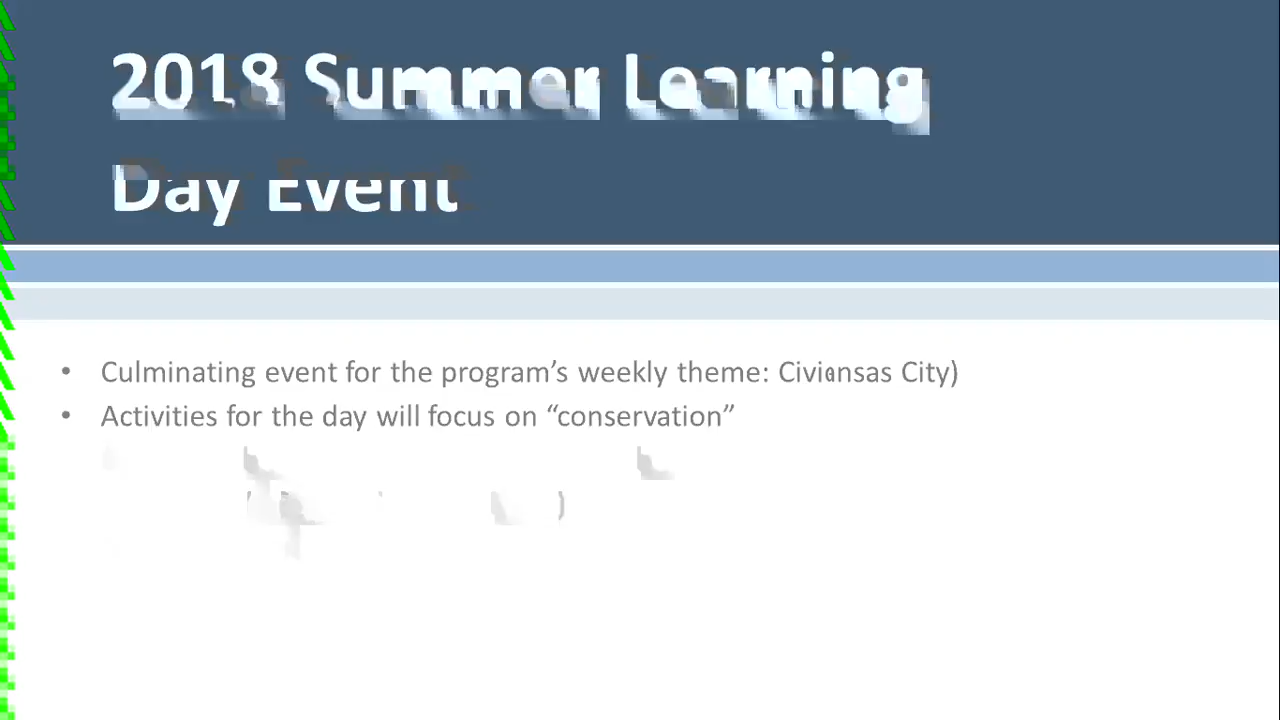 2018 Summer Learning
Day Event
• Culminating event for the program’s weekly theme: City)
• Activities for the day will focus on “conservation”